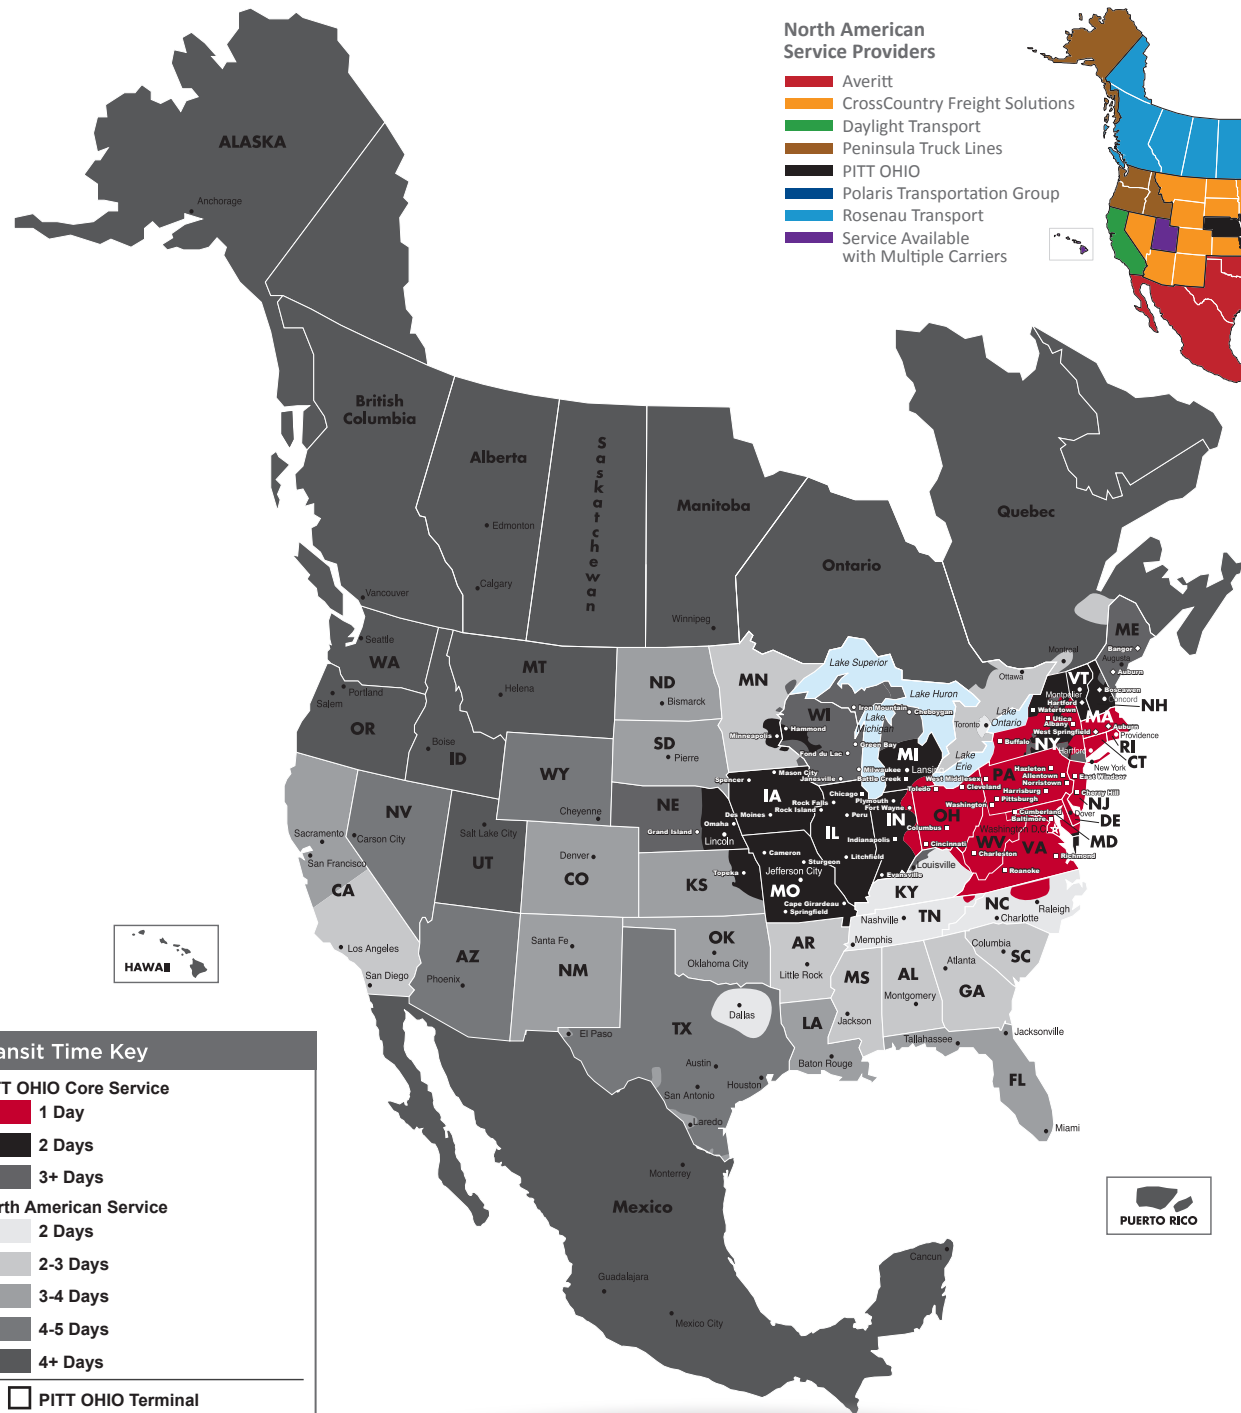 North American
Service Providers
Averitt
CrossCountry Freight Solutions
Daylight Transport
Peninsula Truck Lines
PITT OHIO
Polaris Transportation Group
Rosenau Transport
Service Available
with Multiple Carriers
ALASKA
Anchorage
British
Columbia
Alberta
Saskatchewan
Manitoba
Ontario
Quebec
Edmonton
Calgary
Vancouver
Winnipeg
Seattle
WA
Portland
Salem
OR
Boise
ID
MT
Helena
WY
Cheyenne
ND
Bismarck
SD
Pierre
NE
Grand Island
Omaha
Lincoln
MN
Minneapolis
Hammond
WI
Fond du Lac
Green Bay
Milwaukee
Janesville
Iron Mountain
Cheboygan
Lake Superior
Lake Huron
Lake
Michigan
Lake
Ontario
Lake
Erie
Toronto
Ottawa
Montreal
ME
Bangor
Augusta
Auburn
VT
Montpelier
Boscawen
Concord
NH
Hartford
Watertown
Utica
Albany
West Springfield
MA
Auburn
Providence
RI
CT
Hartford
NY
Buffalo
New York
MI
Lansing
Battle Creek
Spencer
Mason City
IA
Des Moines
Rock Falls
Rock Island
Chicago
Peru
IL
Litchfield
Plymouth
Fort Wayne
IN
Indianapolis
Evansville
Toledo
West Middlesex
Cleveland
OH
Columbus
Cincinnati
PA
Hazleton
Allentown
Norristown
Harrisburg
Pittsburgh
Washington
East Windsor
Cherry Hill
NJ
Dover
DE
MD
Cumberland
Baltimore
Washington, D.C.
WV
Charleston
VA
Richmond
Roanoke
Louisville
KY
Cameron
Sturgeon
Jefferson City
MO
Cape Girardeau
Springfield
Topeka
KS
NV
Carson City
Sacramento
San Francisco
CA
Los Angeles
San Diego
Salt Lake City
UT
Denver
CO
AZ
Phoenix
Santa Fe
NM
OK
Oklahoma City
AR
Little Rock
Nashville
TN
Memphis
NC
Raleigh
Charlotte
Columbia
SC
Atlanta
GA
AL
Montgomery
MS
Jackson
LA
Baton Rouge
Tallahassee
Jacksonville
FL
Miami
TX
Dallas
El Paso
Austin
Houston
San Antonio
Laredo
Monterrey
Mexico
Guadalajara
Mexico City
Cancun
HAWAII
PUERTO RICO
ansit Time Key
TT OHIO Core Service
1 Day
2 Days
3+ Days
rth American Service
2 Days
2-3 Days
3-4 Days
4-5 Days
4+ Days
PITT OHIO Terminal